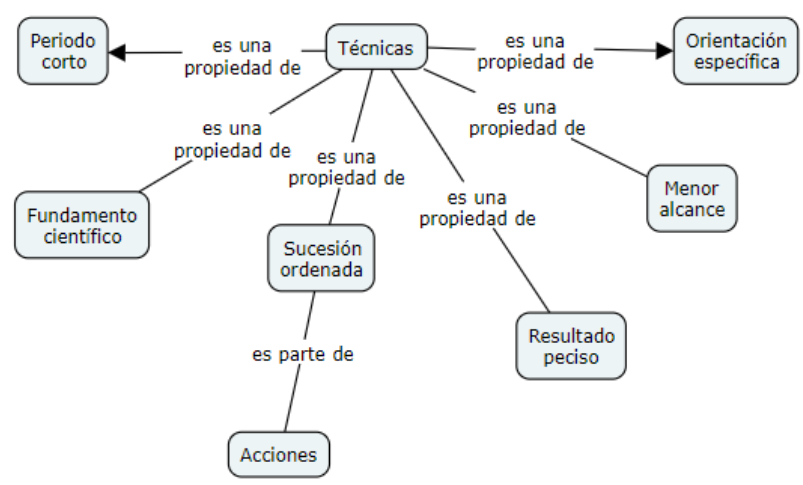 Periodo
corto
es una
propiedad de
Técnicas
es una
propiedad de
Orientación
específica
es una
propiedad de
es una
propiedad de
es una
propiedad de
es una
propiedad de
Fundamento
científico
Sucesión
ordenada
Menor
alcance
Resultado
peciso
es parte de
Acciones